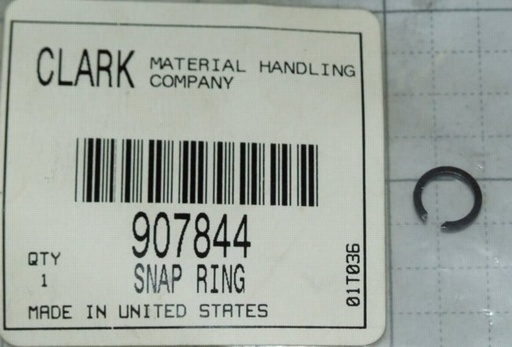 CLARK MATERIAL HANDLING COMPANY
907844
QTY 1
SNAP RING
MADE IN UNITED STATES
01T036